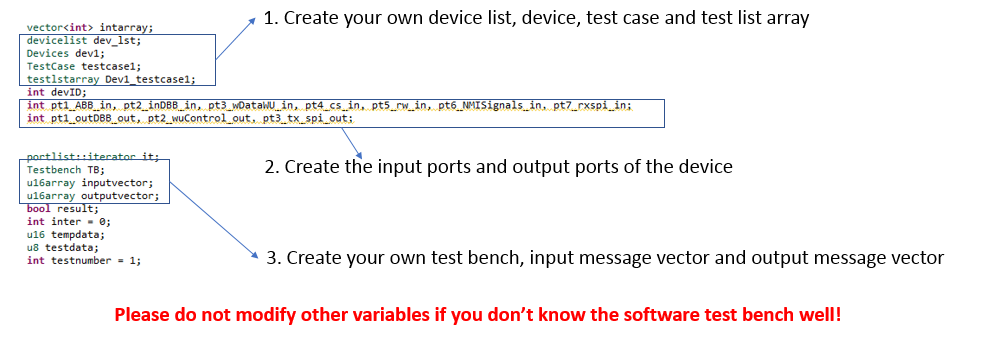 1. Create your own device list, device, test case and test list array
vector<int> intarray;
devicelist dev_lst;
Devices dev1;
TestCase testcase1;
testlstarray Dev1_testcase1;
int devID;
int pt1_ABB_in, pt2_inDBB_in, pt3_wDataWU_in, pt4_cs_in, pt5_rw_in, pt6_NMISignals_in, pt7_rxspi_in;
int pt1_outDBB_out, pt2_wuControl_out, pt3_tx_spi_out;
2. Create the input ports and output ports of the device
portlist::iterator it;
Testbench TB;
u16array inputvector;
u16array outputvector;
bool result;
int inter = 0;
u16 tempdata;
u8 testdata;
int testnumber = 1;
3. Create your own test bench, input message vector and output message vector
Please do not modify other variables if you don’t know the software test bench well!